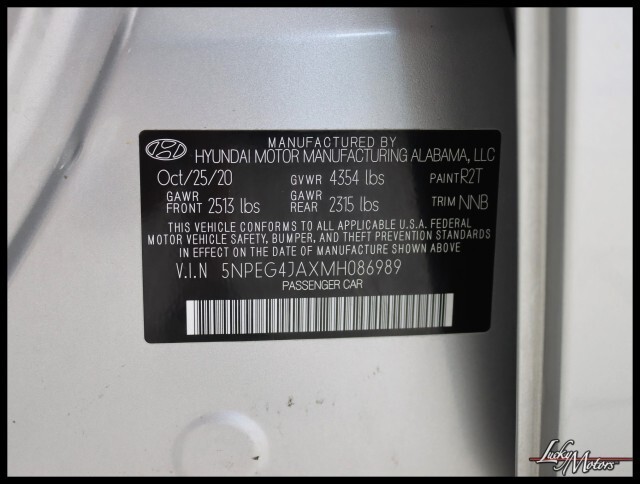 MANUFACTURED BY
HYUNDAI MOTOR MANUFACTURING ALABAMA, LLC
Oct/25/20 GVWR 4354 lbs PAINT R2T
GAWR FRONT 2513 lbs GAWR REAR 2315 lbs TRIM NNB
THIS VEHICLE CONFORMS TO ALL APPLICABLE U.S.A. FEDERAL
MOTOR VEHICLE SAFETY, BUMPER, AND THEFT PREVENTION STANDARDS
IN EFFECT ON THE DATE OF MANUFACTURE SHOWN ABOVE
V.I.N 5NPEG4JAXMH086989
PASSENGER CAR
Lucky
Motors